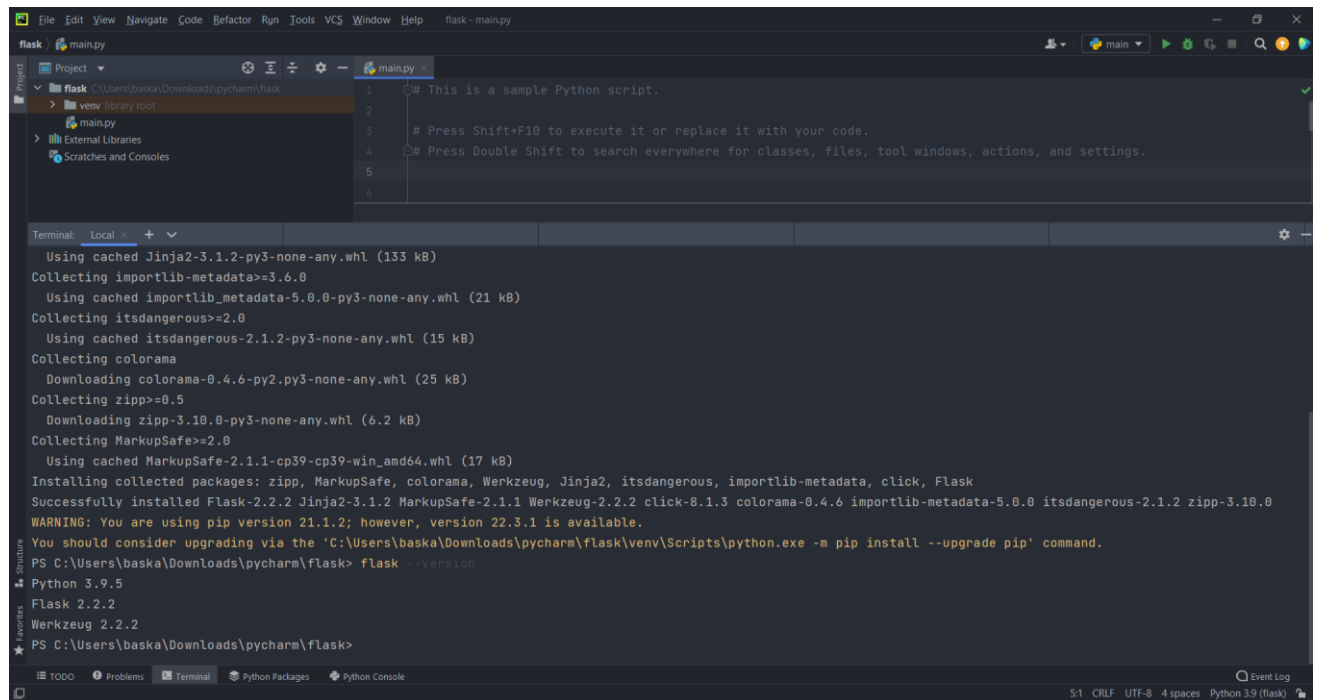 File Edit View Navigate Code Refactor Run Tools VCS Window Help flask - main.py
flask main.py
main
Project
Project
main.py
flask C:\Users\baska\Downloads\pycharm\flask
venv library root
main.py
External Libraries
Scratches and Consoles
1 # This is a sample Python script.
2
3 # Press Shift+F10 to execute it or replace it with your code.
4 # Press Double Shift to search everywhere for classes, files, tool windows, actions, and settings.
5
6
Terminal: Local
Using cached Jinja2-3.1.2-py3-none-any.whl (133 kB)
Collecting importlib-metadata>=3.6.0
Using cached importlib_metadata-5.0.0-py3-none-any.whl (21 kB)
Collecting itsdangerous>=2.0
Using cached itsdangerous-2.1.2-py3-none-any.whl (15 kB)
Collecting colorama
Downloading colorama-0.4.6-py2.py3-none-any.whl (25 kB)
Collecting zipp>=0.5
Downloading zipp-3.10.0-py3-none-any.whl (6.2 kB)
Collecting MarkupSafe>=2.0
Using cached MarkupSafe-2.1.1-cp39-cp39-win_amd64.whl (17 kB)
Installing collected packages: zipp, MarkupSafe, colorama, Werkzeug, Jinja2, itsdangerous, importlib-metadata, click, Flask
Successfully installed Flask-2.2.2 Jinja2-3.1.2 MarkupSafe-2.1.1 Werkzeug-2.2.2 click-8.1.3 colorama-0.4.6 importlib-metadata-5.0.0 itsdangerous-2.1.2 zipp-3.10.0
WARNING: You are using pip version 21.1.2; however, version 22.3.1 is available.
You should consider upgrading via the 'C:\Users\baska\Downloads\pycharm\flask\venv\Scripts\python.exe -m pip install --upgrade pip' command.
PS C:\Users\baska\Downloads\pycharm\flask> flask --version
Python 3.9.5
Flask 2.2.2
Werkzeug 2.2.2
PS C:\Users\baska\Downloads\pycharm\flask>
Structure
Favorites
TODO Problems Terminal Python Packages Python Console Event Log
5:1 CRLF UTF-8 4 spaces Python 3.9 (flask)